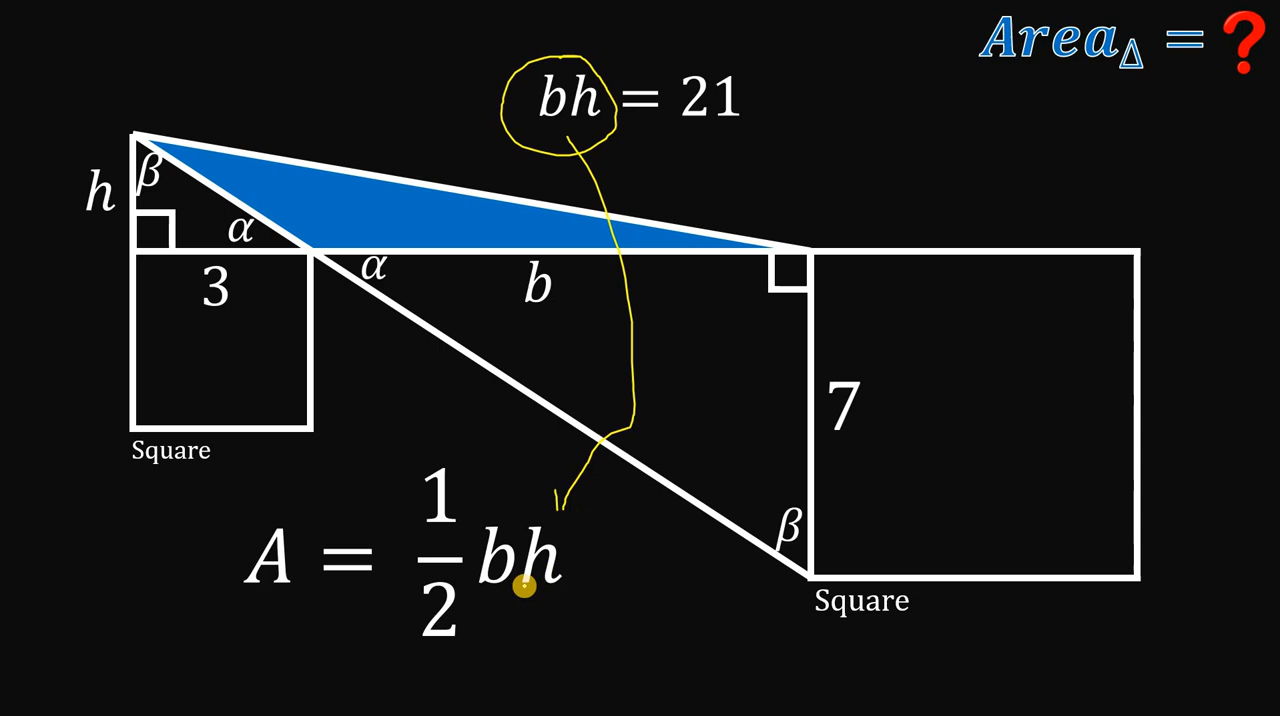 Area△ = ❓
bh = 21
h
β
α
3
α
b
7
Square
β
A = 1/2 bh
Square